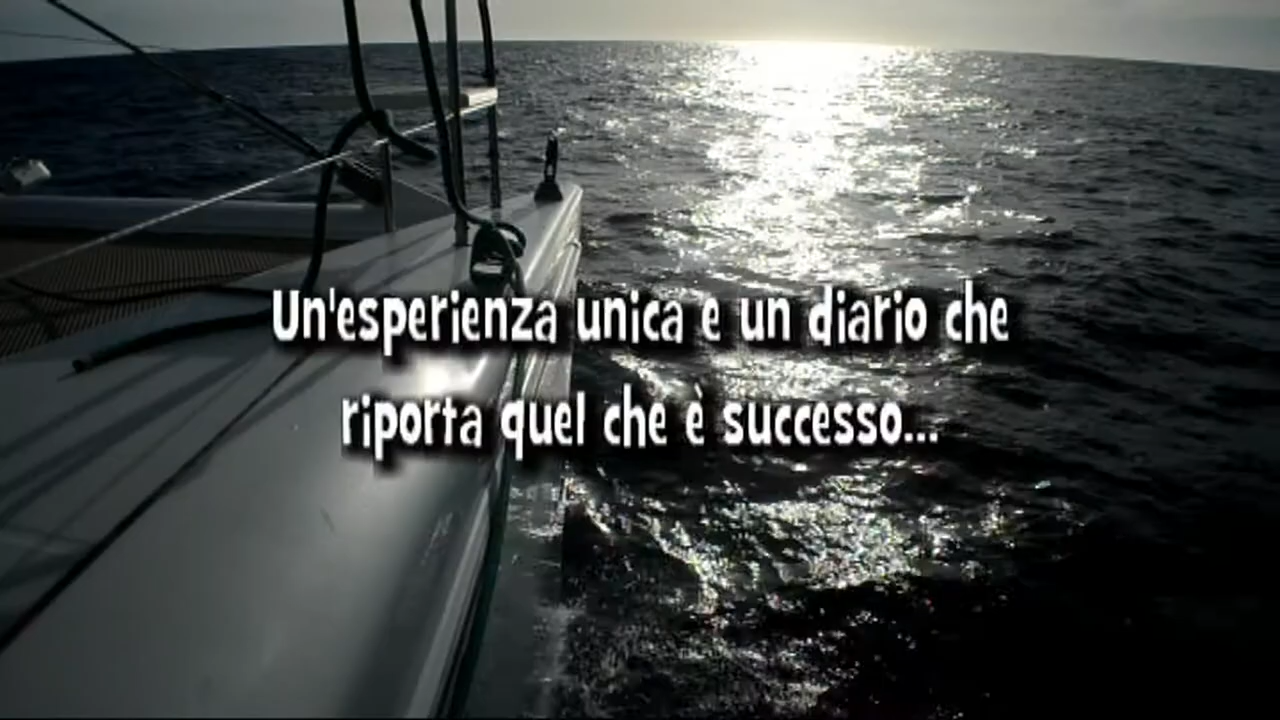 Un'esperienza unica e un diario che
riporta quel che è successo...